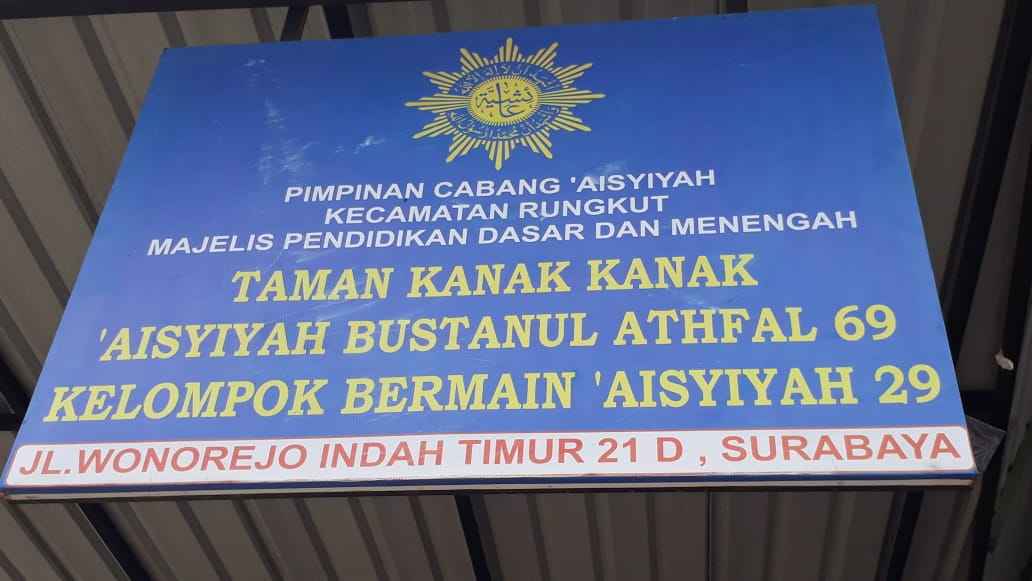 عائشية
PIMPINAN CABANG 'AISYIYAH
KECAMATAN RUNGKUT
MAJELIS PENDIDIKAN DASAR DAN MENENGAH
TAMAN KANAK KANAK
'AISYIYAH BUSTANUL ATHFAL 69
KELOMPOK BERMAIN 'AISYIYAH 29
JL.WONOREJO INDAH TIMUR 21 D , SURABAYA